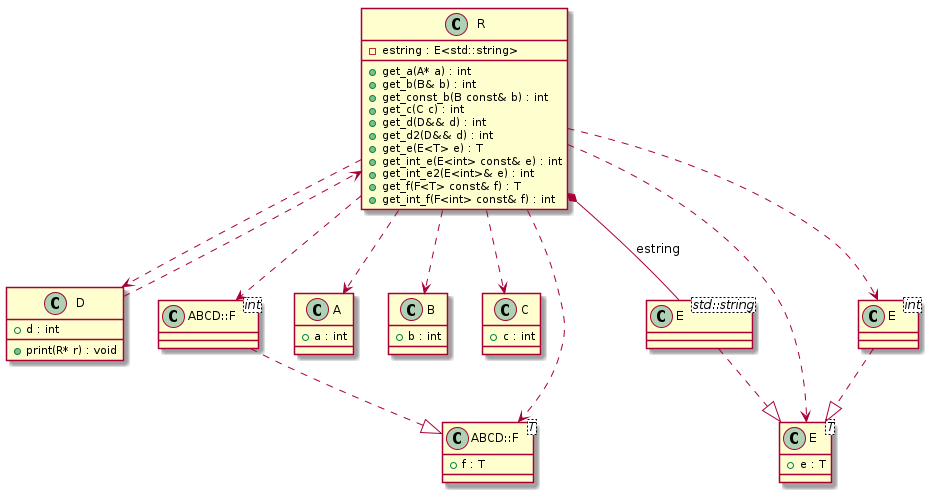 C R
estring : E<std::string>
get_a(A* a) : int
get_b(B& b) : int
get_const_b(B const& b) : int
get_c(C c) : int
get_d(D&& d) : int
get_d2(D&& d) : int
get_e(E<T> e) : T
get_int_e(E<int> const& e) : int
get_int_e2(E<int>& e) : int
get_f(F<T> const& f) : T
get_int_f(F<int> const& f) : int
estring
C D
d : int
print(R* r) : void
C ABCD::F int
C A
a : int
C B
b : int
C C
c : int
C E std::string
C E int
C ABCD::F T
f : T
C E T
e : T